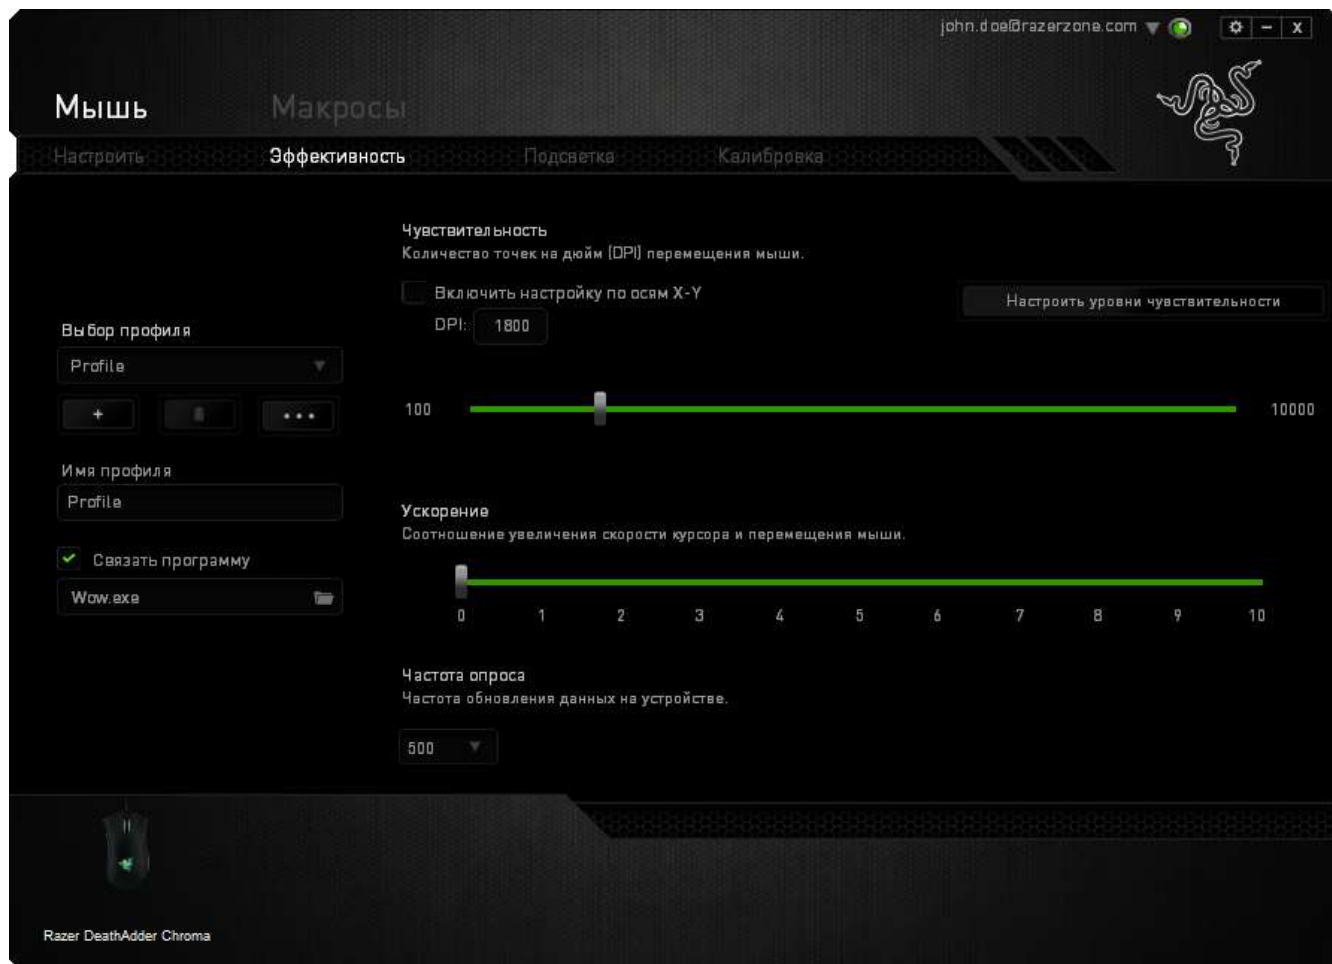 john.doe@razerzone.com
Мышь
Макросы
Настроить
Эффективность
Подсветка
Калибровка
Чувствительность
Количество точек на дюйм (DPI) перемещения мыши.
Включить настройку по осям X-Y
Настроить уровни чувствительности
DPI: 1800
100
10000
Выбор профиля
Profile
+
Имя профиля
Profile
Связать программу
Wow.exe
Ускорение
Соотношение увеличения скорости курсора и перемещения мыши.
0 1 2 3 4 5 6 7 8 9 10
Частота опроса
Частота обновления данных на устройстве.
500
Razer DeathAdder Chroma